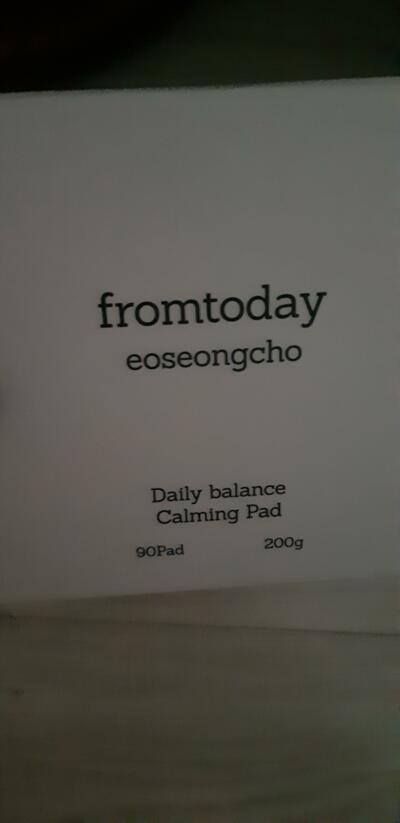 fromtoday
eoseongcho
Daily balance
Calming Pad
90Pad 200g